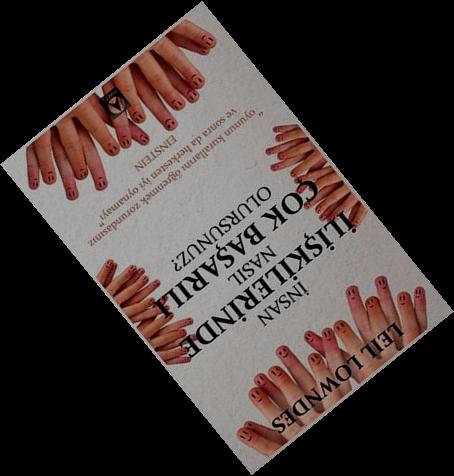 LEIL LOWNDES
İNSAN
İLİŞKİLERİNDE
NASIL
ÇOK BAŞARILI
OLURSUNUZ?
"oyunun kurallarını öğrenmek zorundasınız
ve sonra da herkesten iyi oynamayı"
EINSTEIN